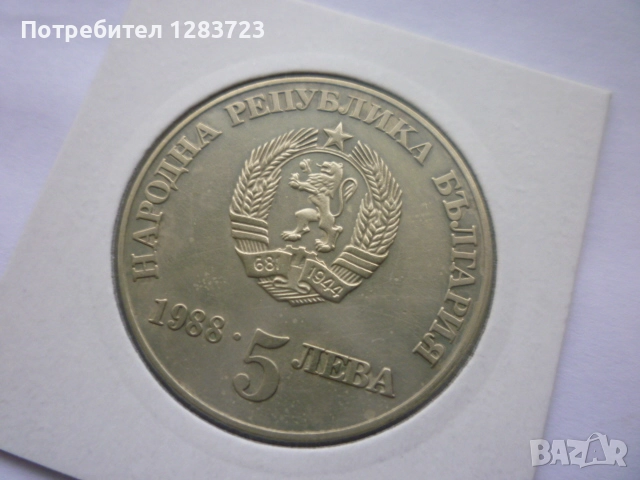 Потребител 1283723
НАРОДНА РЕПУБЛИКА БЪЛГАРИЯ
681 1944
1988 · 5 ЛЕВА
BAZAR